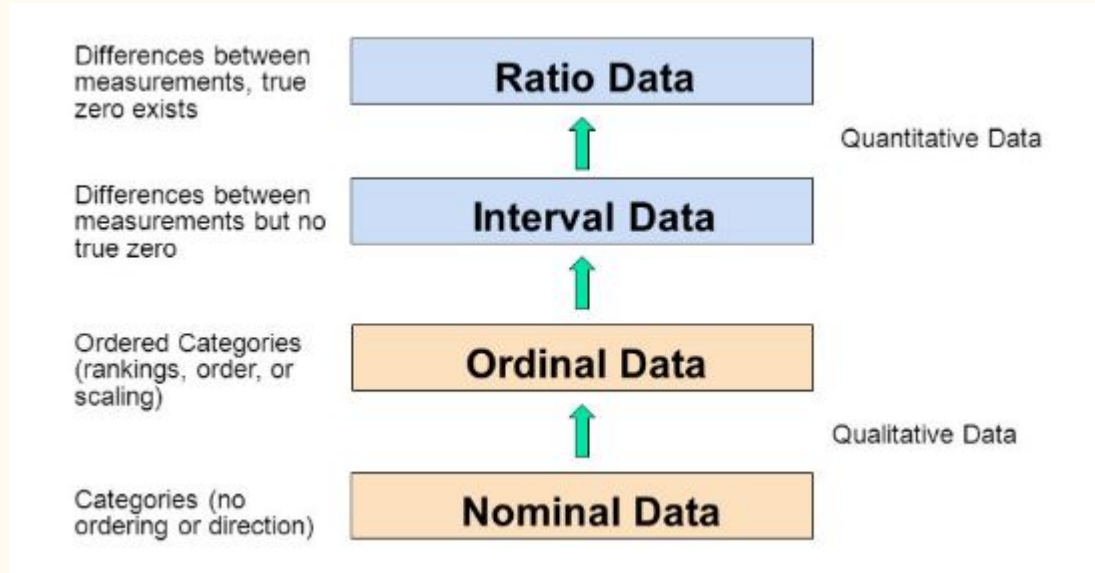 Differences between
measurements, true
zero exists
Ratio Data
Quantitative Data
Differences between
measurements but no
true zero
Interval Data
Ordered Categories
(rankings, order, or
scaling)
Ordinal Data
Qualitative Data
Categories (no
ordering or direction)
Nominal Data